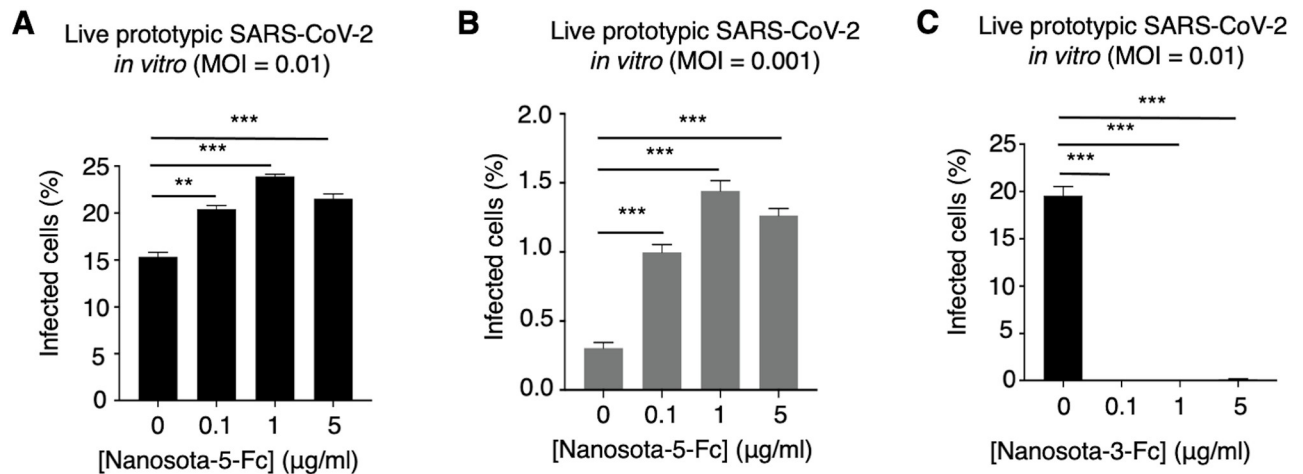 A
Live prototypic SARS-CoV-2
in vitro (MOI = 0.01)
Infected cells (%)
***
***
**
25
20
15
10
5
0
0 0.1 1 5
[Nanosota-5-Fc] (μg/ml)
B
Live prototypic SARS-CoV-2
in vitro (MOI = 0.001)
Infected cells (%)
***
***
***
2.0
1.5
1.0
0.5
0.0
0 0.1 1 5
[Nanosota-5-Fc] (μg/ml)
C
Live prototypic SARS-CoV-2
in vitro (MOI = 0.01)
Infected cells (%)
***
***
***
25
20
15
10
5
0
0 0.1 1 5
[Nanosota-3-Fc] (μg/ml)